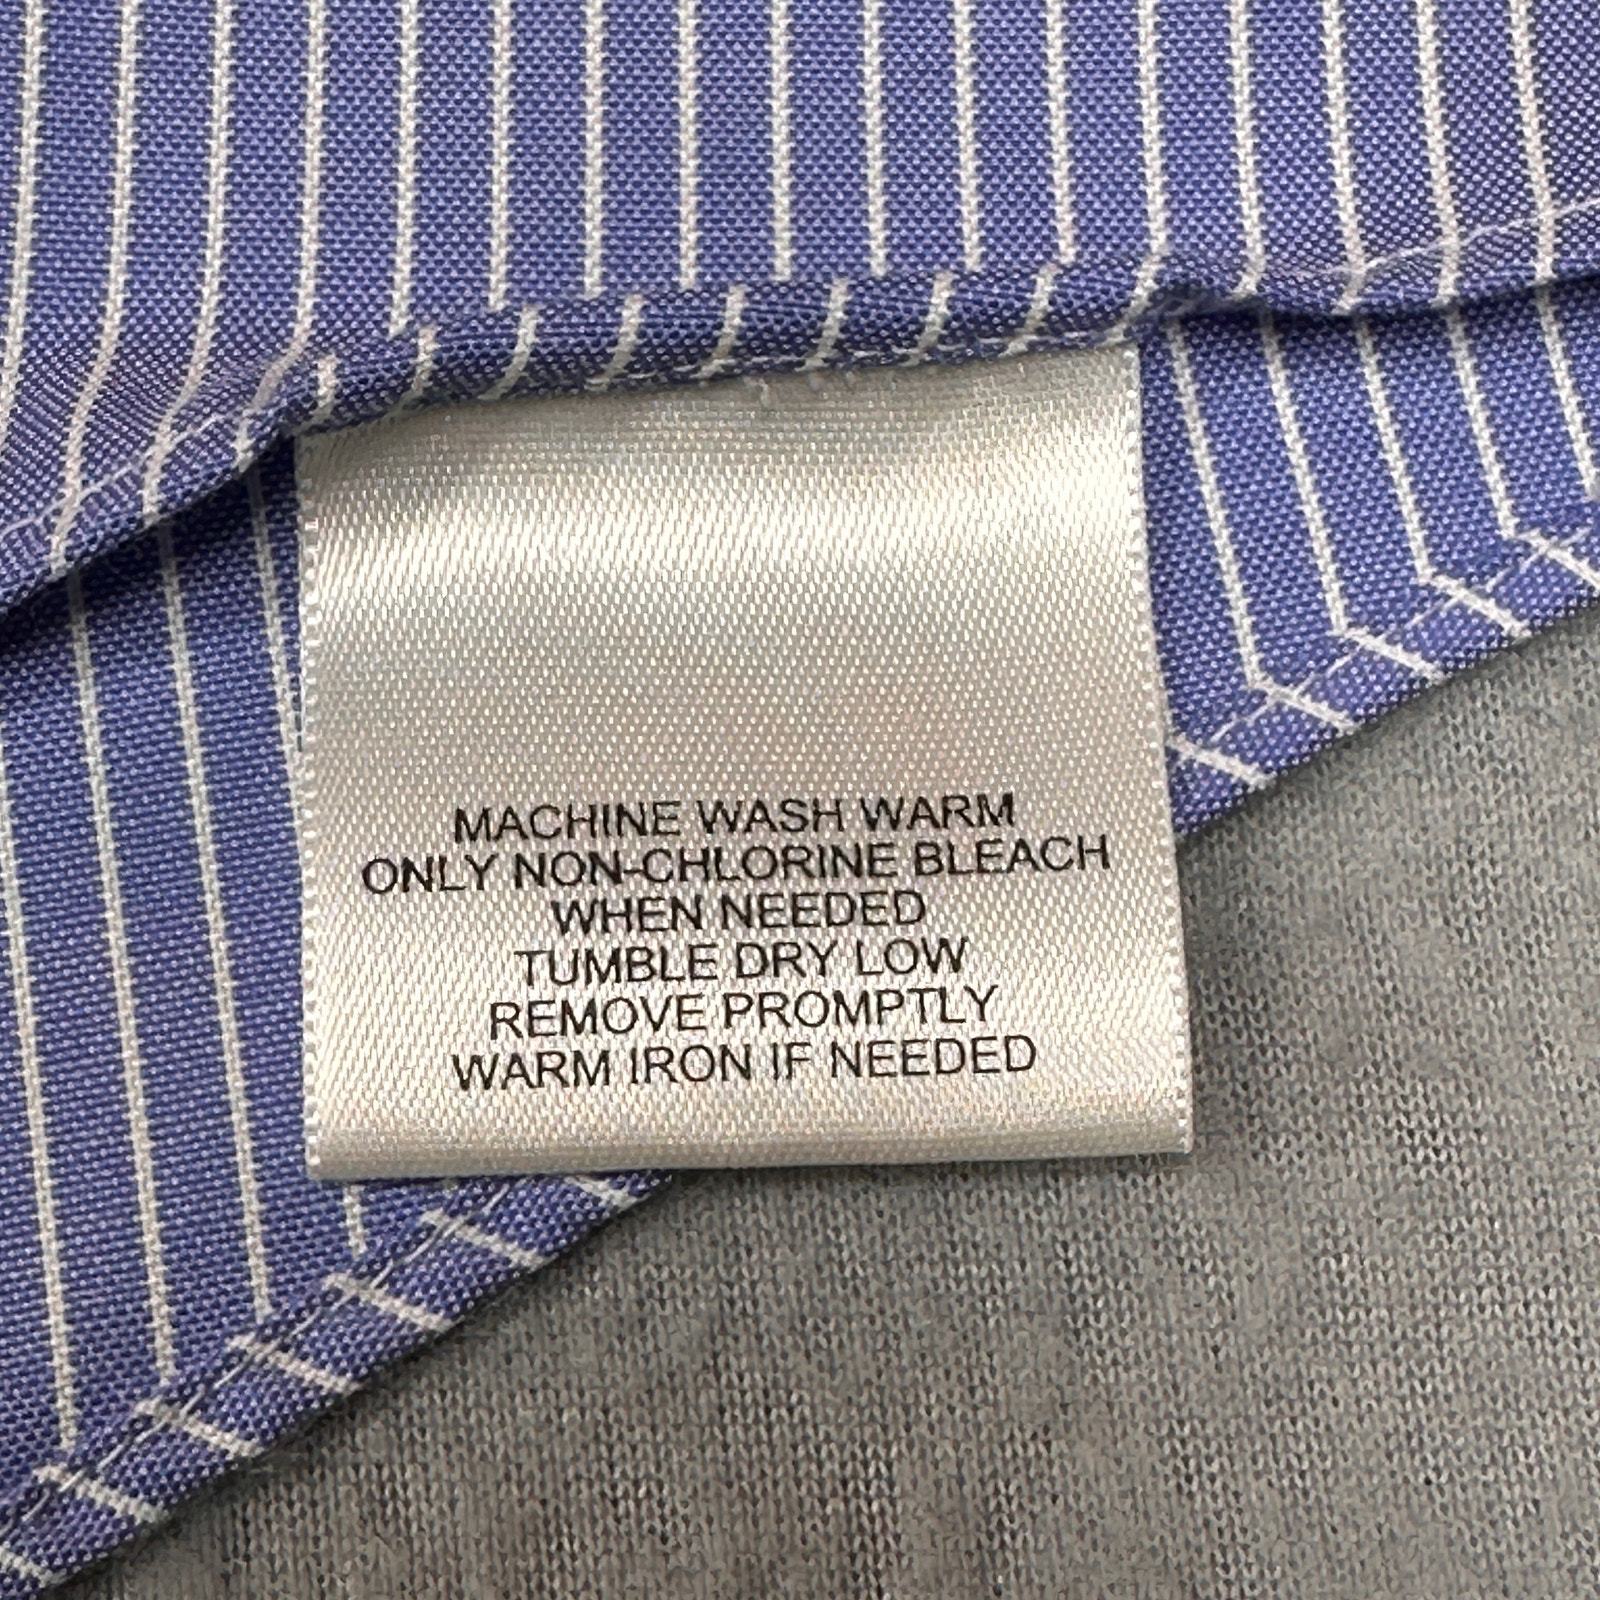 MACHINE WASH WARM
ONLY NON-CHLORINE BLEACH
WHEN NEEDED
TUMBLE DRY LOW
REMOVE PROMPTLY
WARM IRON IF NEEDED